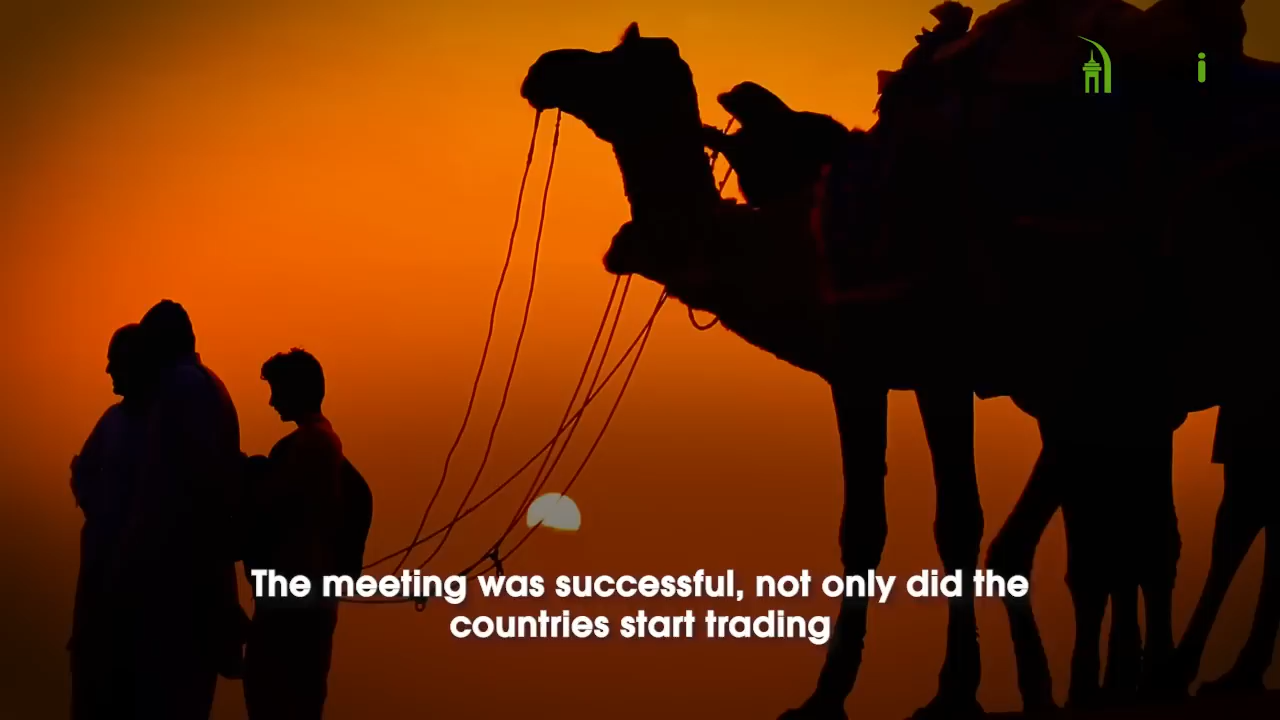 i
The meeting was successful, not only did the
countries start trading